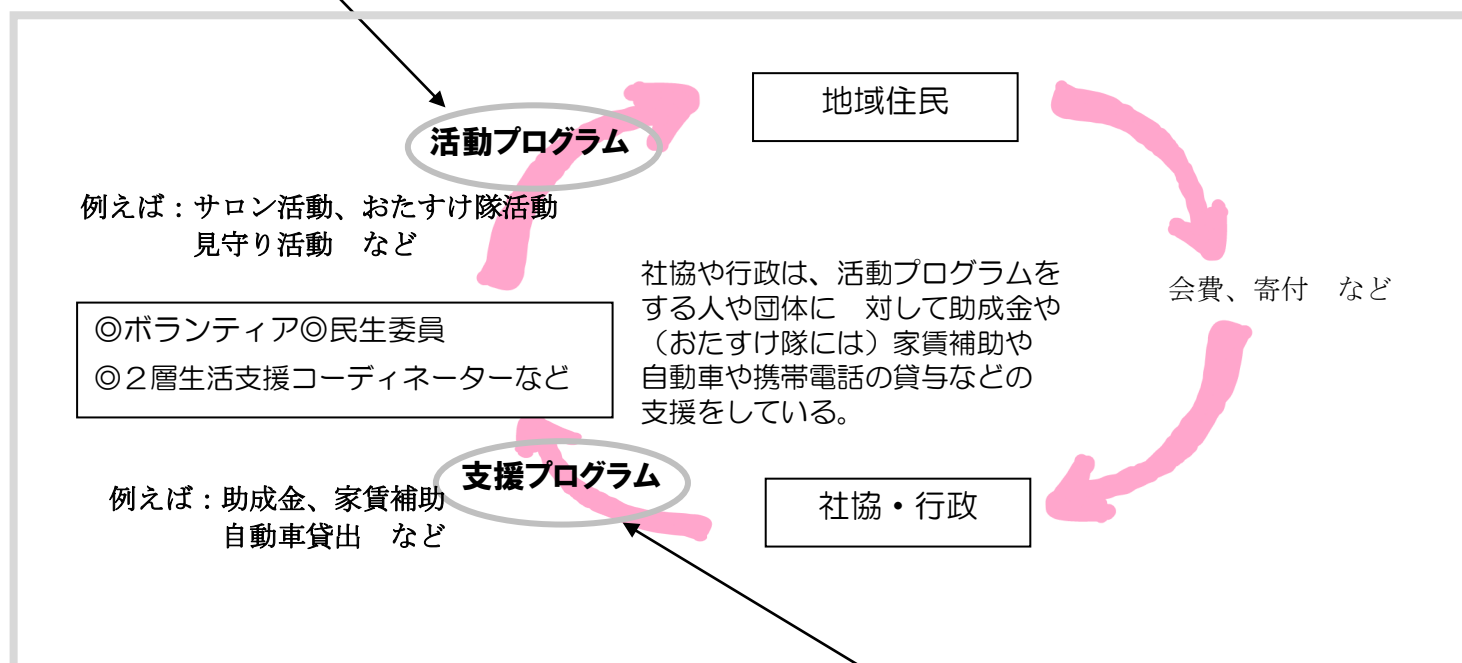 地域住民
活動プログラム
例えば：サロン活動、おたすけ隊活動
見守り活動　など
社協や行政は、活動プログラムを
する人や団体に　対して助成金や
（おたすけ隊には）家賃補助や
自動車や携帯電話の貸与などの
支援をしている。
会費、寄付　など
◎ボランティア◎民生委員
◎２層生活支援コーディネーターなど
支援プログラム
例えば：助成金、家賃補助
自動車貸出　など
社協・行政